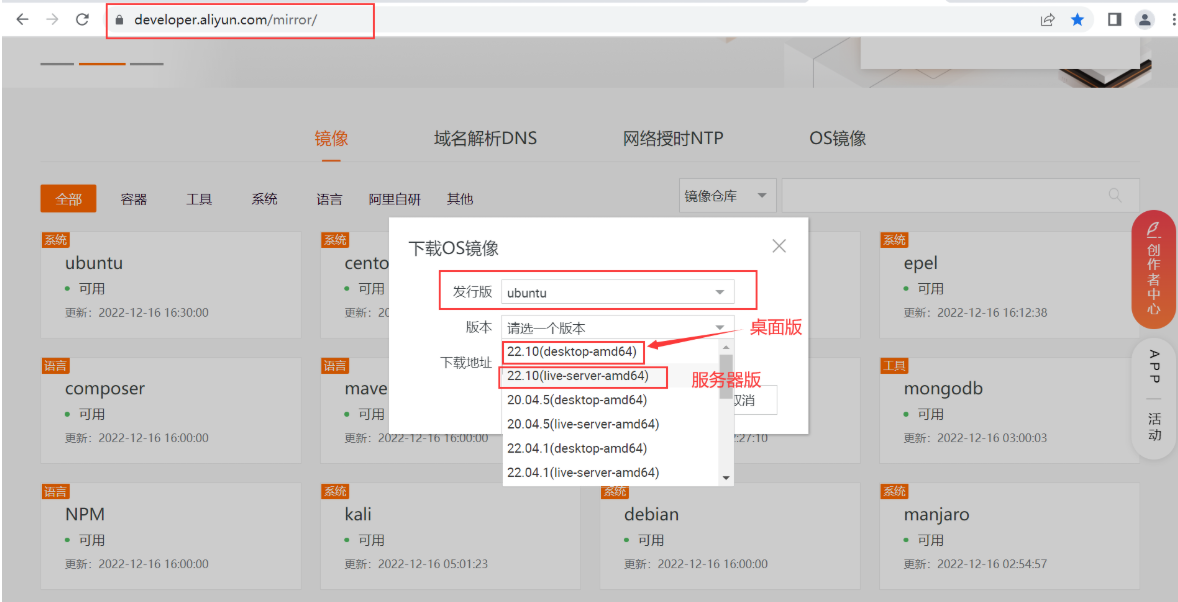 developer.aliyun.com/mirror/
镜像 域名解析DNS 网络授时NTP OS镜像
全部 容器 工具 系统 语言 阿里自研 其他 镜像仓库
系统 系统 系统
ubuntu cento epel
可用 可用 可用
更新: 2022-12-16 16:30:00 更新: 20 更新: 2022-12-16 16:12:38
下载OS镜像
发行版 ubuntu
版本 请选一个版本
桌面版
下载地址
22.10(desktop-amd64)
22.10(live-server-amd64)
服务器版
20.04.5(desktop-amd64)
取消
20.04.5(live-server-amd64)
22.04.1(desktop-amd64)
22.04.1(live-server-amd64)
创作者中心
APP
活动
语言 语言 工具
composer mave mongodb
可用 可用 可用
更新: 2022-12-16 16:00:00 更新: 2022-12-16 16:00:00 2:27:10 更新: 2022-12-16 03:00:03
语言 系统 系统 系统
NPM kali debian manjaro
可用 可用 可用 可用
更新: 2022-12-16 16:00:00 更新: 2022-12-16 05:01:23 更新: 2022-12-16 16:00:00 更新: 2022-12-16 02:54:57